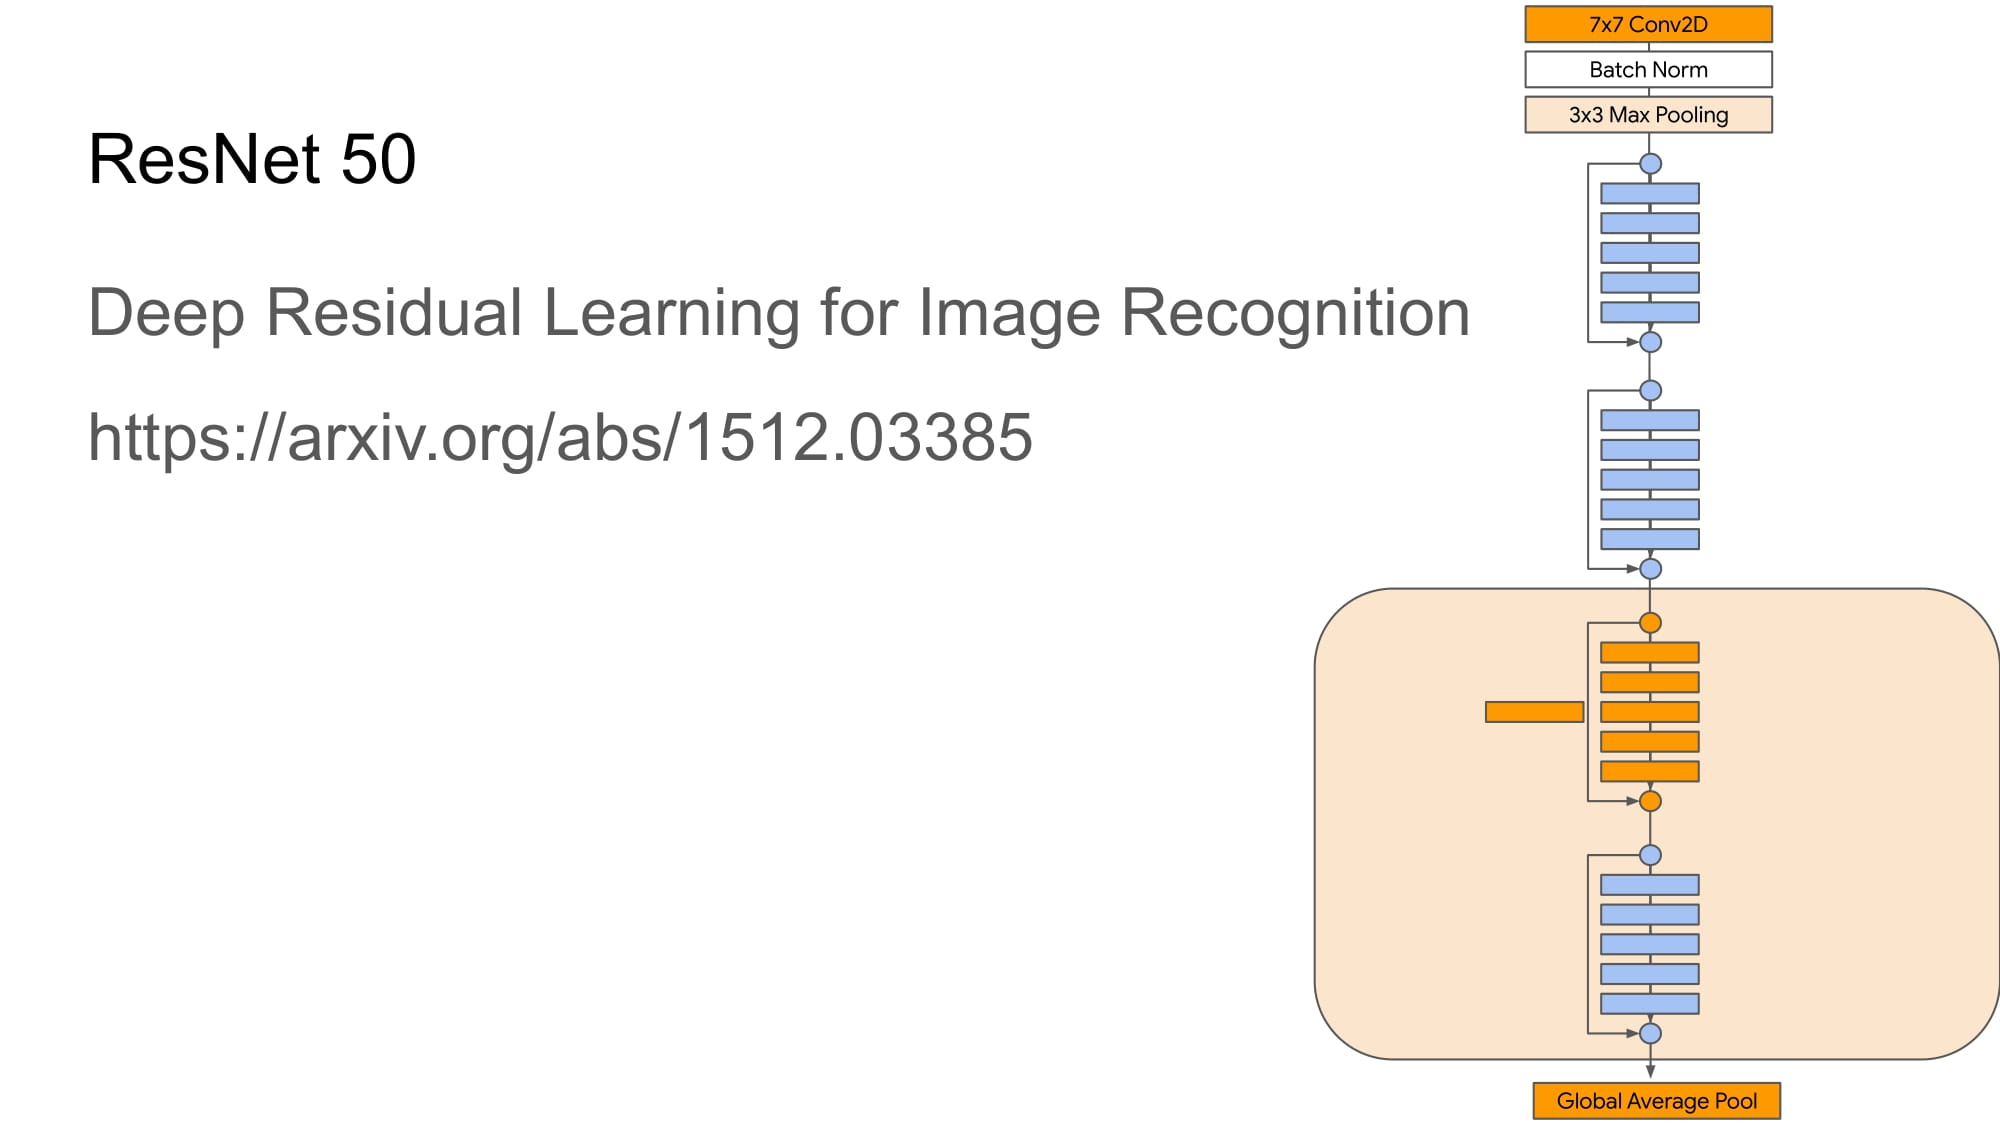 ResNet 50
Deep Residual Learning for Image Recognition
https://arxiv.org/abs/1512.03385
7x7 Conv2D
Batch Norm
3x3 Max Pooling
Global Average Pool